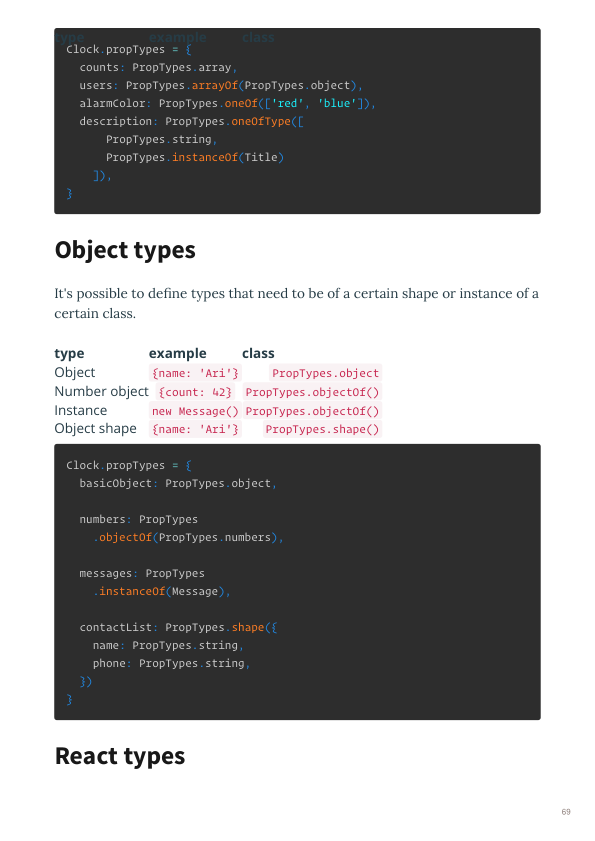 type example class
Clock.propTypes = {
counts: PropTypes.array,
users: PropTypes.arrayOf(PropTypes.object),
alarmColor: PropTypes.oneOf(['red', 'blue']),
description: PropTypes.oneOfType([
PropTypes.string,
PropTypes.instanceOf(Title)
]),
}
Object types
It's possible to define types that need to be of a certain shape or instance of a
certain class.
type example class
Object {name: 'Ari'} PropTypes.object
Number object {count: 42} PropTypes.objectOf()
Instance new Message() PropTypes.objectOf()
Object shape {name: 'Ari'} PropTypes.shape()
Clock.propTypes = {
basicObject: PropTypes.object,
numbers: PropTypes
.objectOf(PropTypes.numbers),
messages: PropTypes
.instanceOf(Message),
contactList: PropTypes.shape({
name: PropTypes.string,
phone: PropTypes.string,
})
}
React types
69